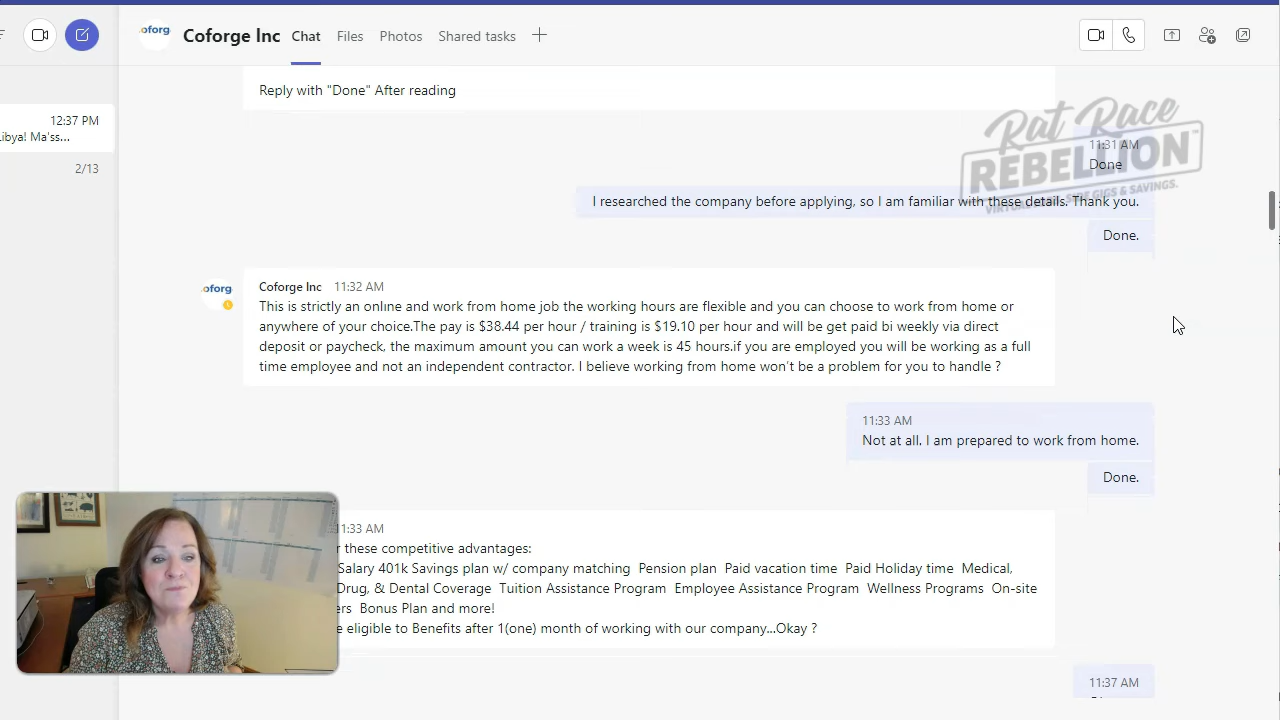 oforg
Coforge Inc
Chat
Files
Photos
Shared tasks
Reply with "Done" After reading
12:37 PM
Libya! Ma'ss...
2/13
Rat Race
REBELLION™
11:31 AM
Done
I researched the company before applying, so I am familiar with these details. Thank you.
Done.
oforg
Coforge Inc 11:32 AM
This is strictly an online and work from home job the working hours are flexible and you can choose to work from home or
anywhere of your choice.The pay is $38.44 per hour / training is $19.10 per hour and will be get paid bi weekly via direct
deposit or paycheck, the maximum amount you can work a week is 45 hours.if you are employed you will be working as a full
time employee and not an independent contractor. I believe working from home won't be a problem for you to handle ?
11:33 AM
Not at all. I am prepared to work from home.
Done.
11:33 AM
r these competitive advantages:
Salary 401k Savings plan w/ company matching Pension plan Paid vacation time Paid Holiday time Medical,
Drug, & Dental Coverage Tuition Assistance Program Employee Assistance Program Wellness Programs On-site
ers Bonus Plan and more!
e eligible to Benefits after 1(one) month of working with our company...Okay ?
11:37 AM